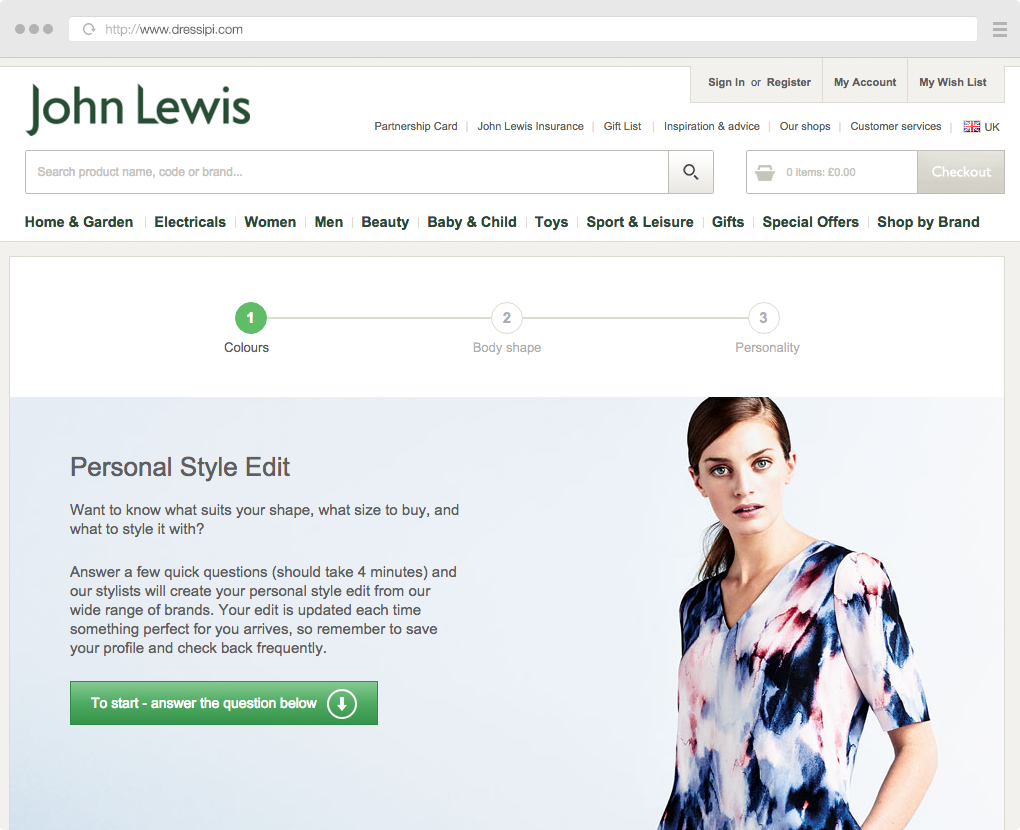 http://www.dressipi.com
Sign In or Register My Account My Wish List
John Lewis
Partnership Card John Lewis Insurance Gift List Inspiration & advice Our shops Customer services UK
Search product name, code or brand...
0 items: £0.00 Checkout
Home & Garden Electricals Women Men Beauty Baby & Child Toys Sport & Leisure Gifts Special Offers Shop by Brand
1 2 3
Colours Body shape Personality
Personal Style Edit
Want to know what suits your shape, what size to buy, and
what to style it with?
Answer a few quick questions (should take 4 minutes) and
our stylists will create your personal style edit from our
wide range of brands. Your edit is updated each time
something perfect for you arrives, so remember to save
your profile and check back frequently.
To start - answer the question below